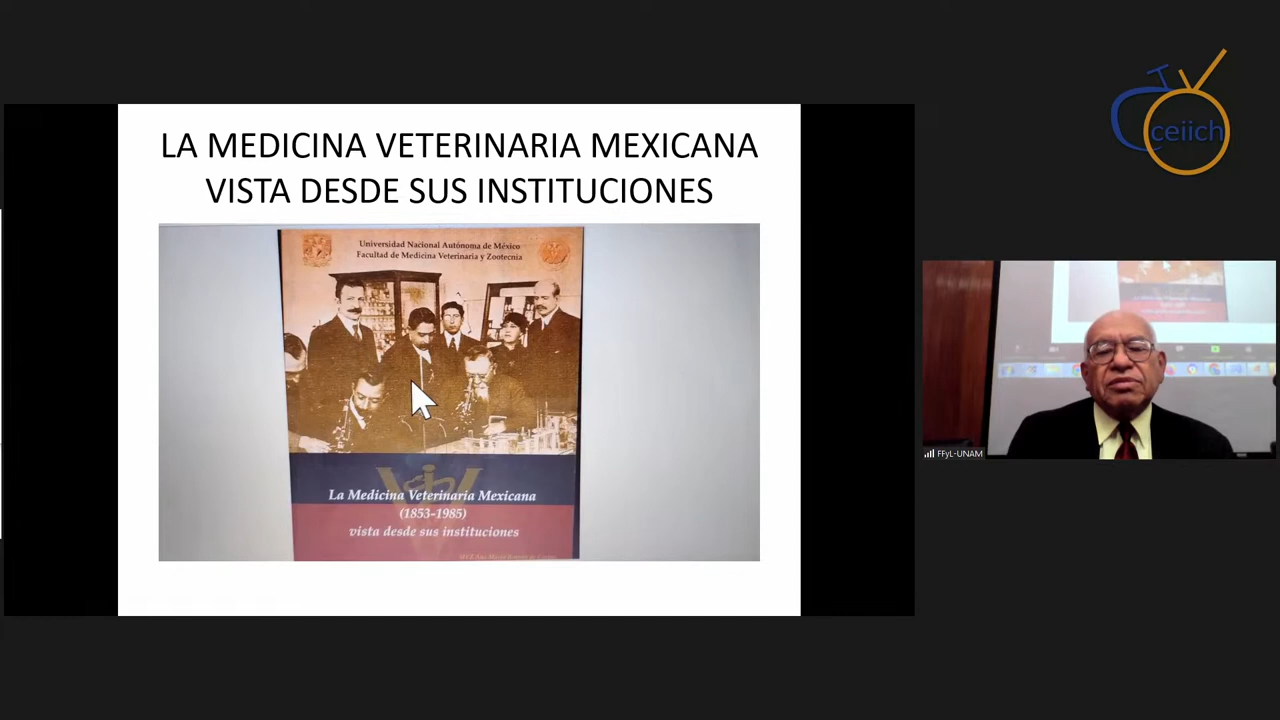 LA MEDICINA VETERINARIA MEXICANA
VISTA DESDE SUS INSTITUCIONES
Universidad Nacional Autónoma de México
Facultad de Medicina Veterinaria y Zootecnia
La Medicina Veterinaria Mexicana
(1853-1985)
vista desde sus instituciones
TV
ceiich
FFyL-UNAM